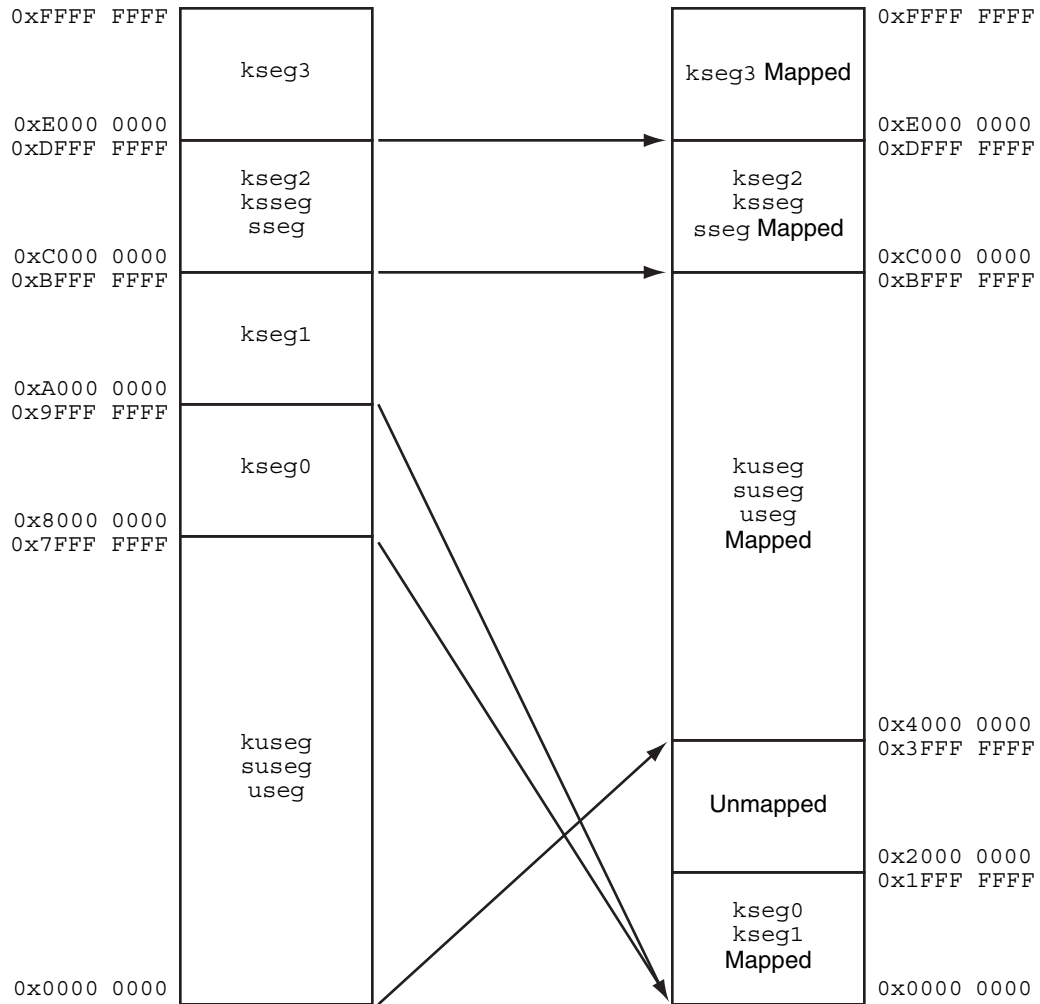 0xFFFF FFFF
kseg3
0xE000 0000
0xDFFF FFFF
kseg2
ksseg
sseg
0xC000 0000
0xBFFF FFFF
kseg1
0xA000 0000
0x9FFF FFFF
kseg0
0x8000 0000
0x7FFF FFFF
kuseg
suseg
useg
0x0000 0000
0xFFFF FFFF
kseg3 Mapped
0xE000 0000
0xDFFF FFFF
kseg2
ksseg
sseg Mapped
0xC000 0000
0xBFFF FFFF
kuseg
suseg
useg
Mapped
0x4000 0000
0x3FFF FFFF
Unmapped
0x2000 0000
0x1FFF FFFF
kseg0
kseg1
Mapped
0x0000 0000